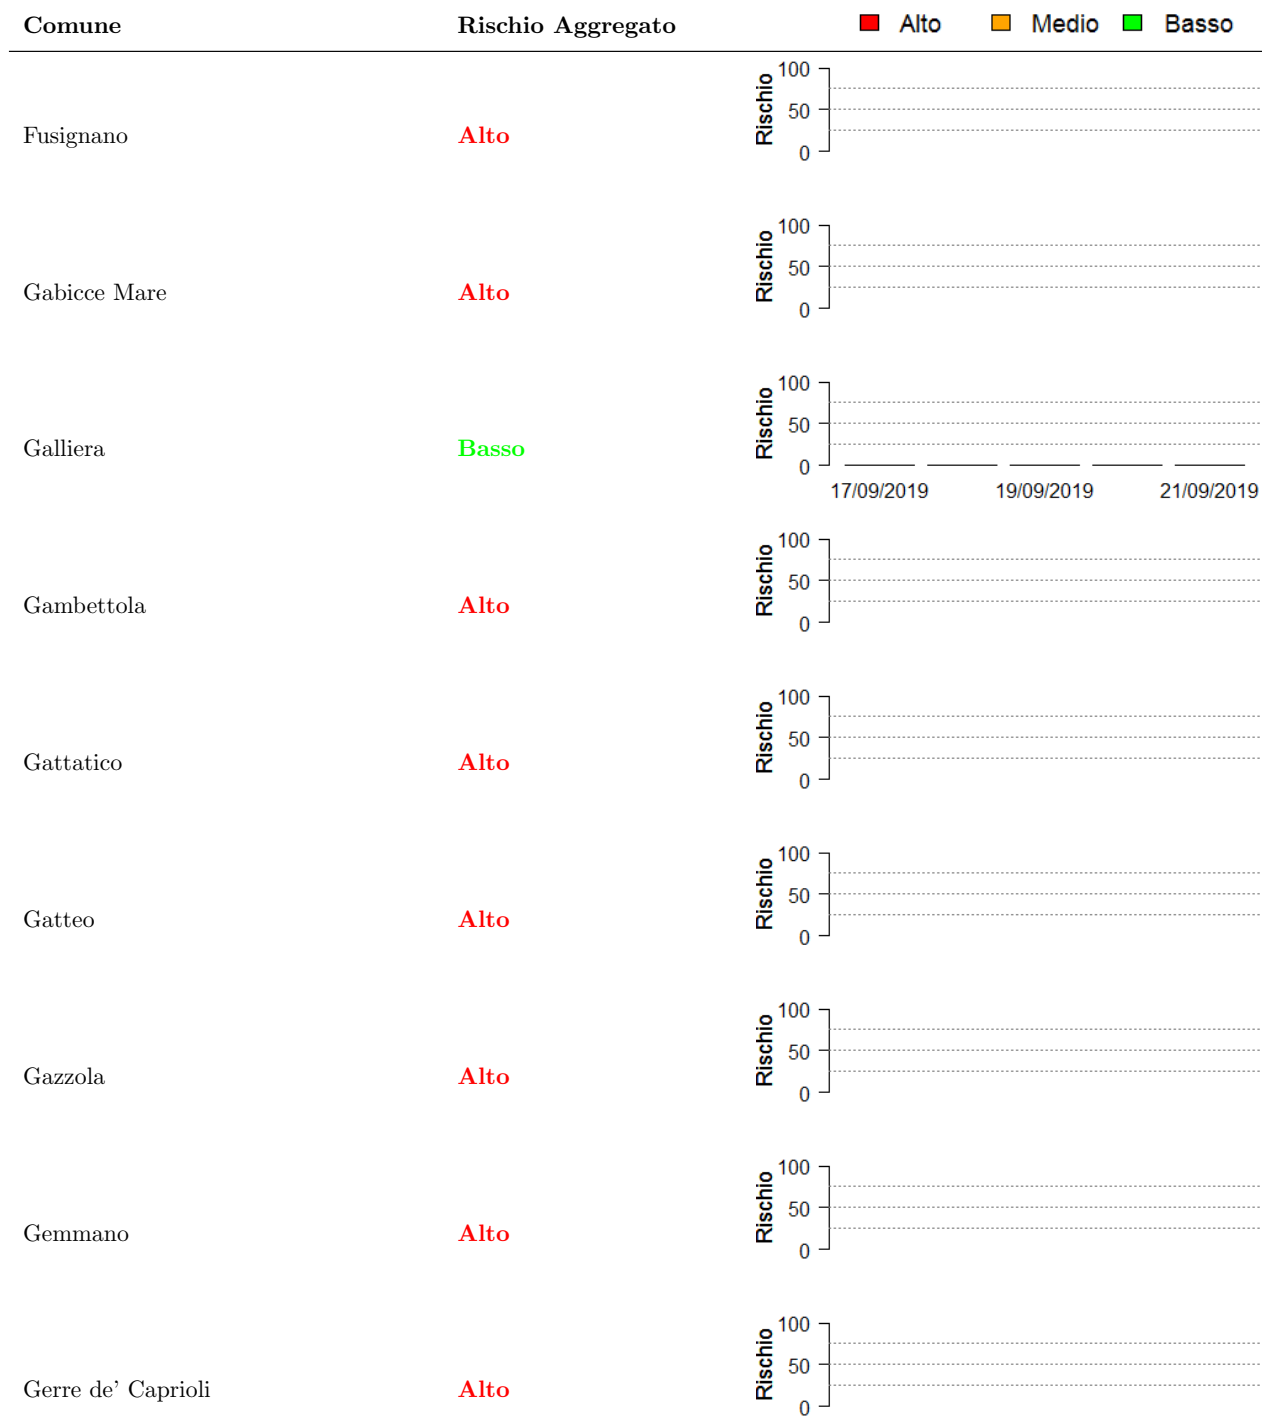 Comune Rischio Aggregato Alto Medio Basso
Fusignano Alto Rischio 100 50 0
Gabicce Mare Alto Rischio 100 50 0
Galliera Basso Rischio 100 50 0
17/09/2019 19/09/2019 21/09/2019
Gambettola Alto Rischio 100 50 0
Gattatico Alto Rischio 100 50 0
Gatteo Alto Rischio 100 50 0
Gazzola Alto Rischio 100 50 0
Gemmano Alto Rischio 100 50 0
Gerre de' Caprioli Alto Rischio 100 50 0